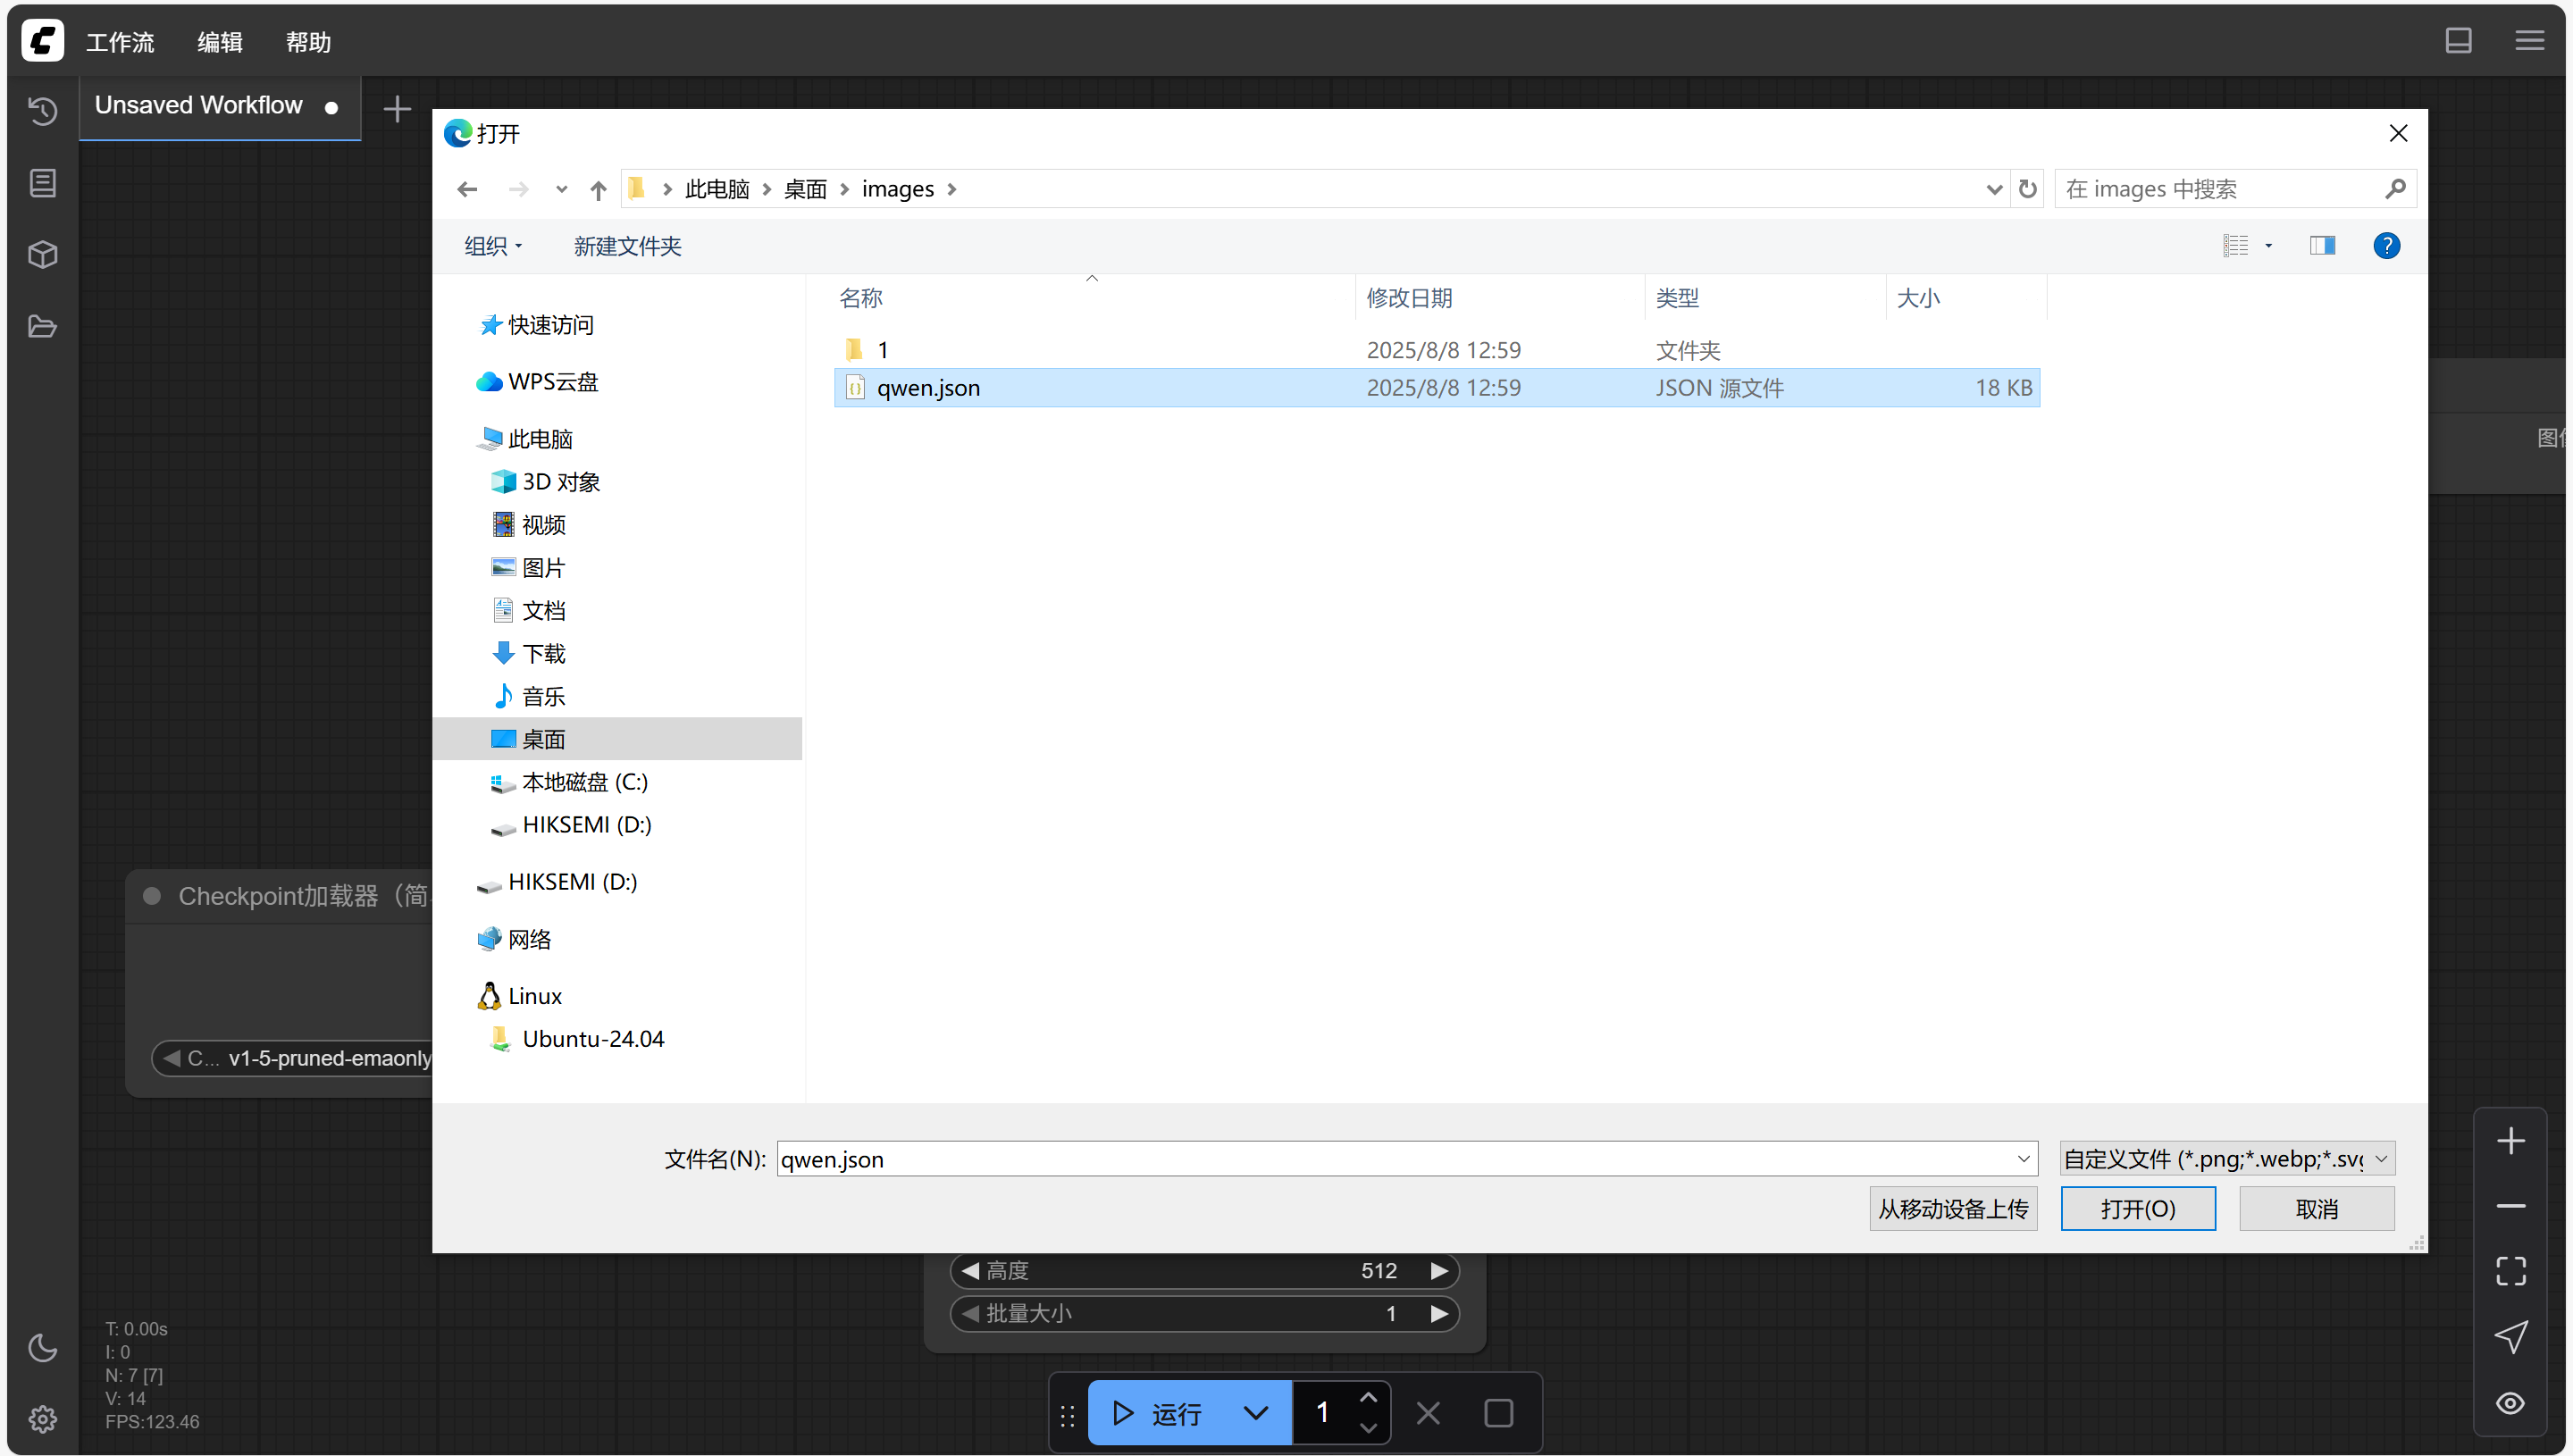 工作流 编辑 帮助
Unsaved Workflow
打开
此电脑 桌面 images
在 images 中搜索
组织 新建文件夹
名称 修改日期 类型 大小
1 2025/8/8 12:59 文件夹
qwen.json 2025/8/8 12:59 JSON 源文件 18 KB
快速访问
WPS云盘
此电脑
3D 对象
视频
图片
文档
下载
音乐
桌面
本地磁盘 (C:)
HIKSEMI (D:)
HIKSEMI (D:)
网络
Linux
Ubuntu-24.04
图
Checkpoint加载器（简
C... v1-5-pruned-emaonly
文件名(N): qwen.json
自定义文件 (*.png;*.webp;*.svg
从移动设备上传 打开(O) 取消
高度 512
批量大小 1
T: 0.00s
I: 0
N: 7 [7]
V: 14
FPS:123.46
运行 1